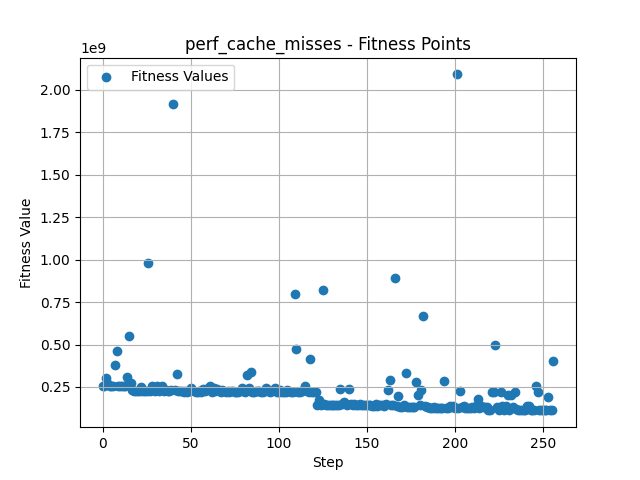 perf_cache_misses - Fitness Points
1e9
Fitness Values
2.00
1.75
1.50
1.25
1.00
0.75
0.50
0.25
Fitness Value
0 50 100 150 200 250
Step